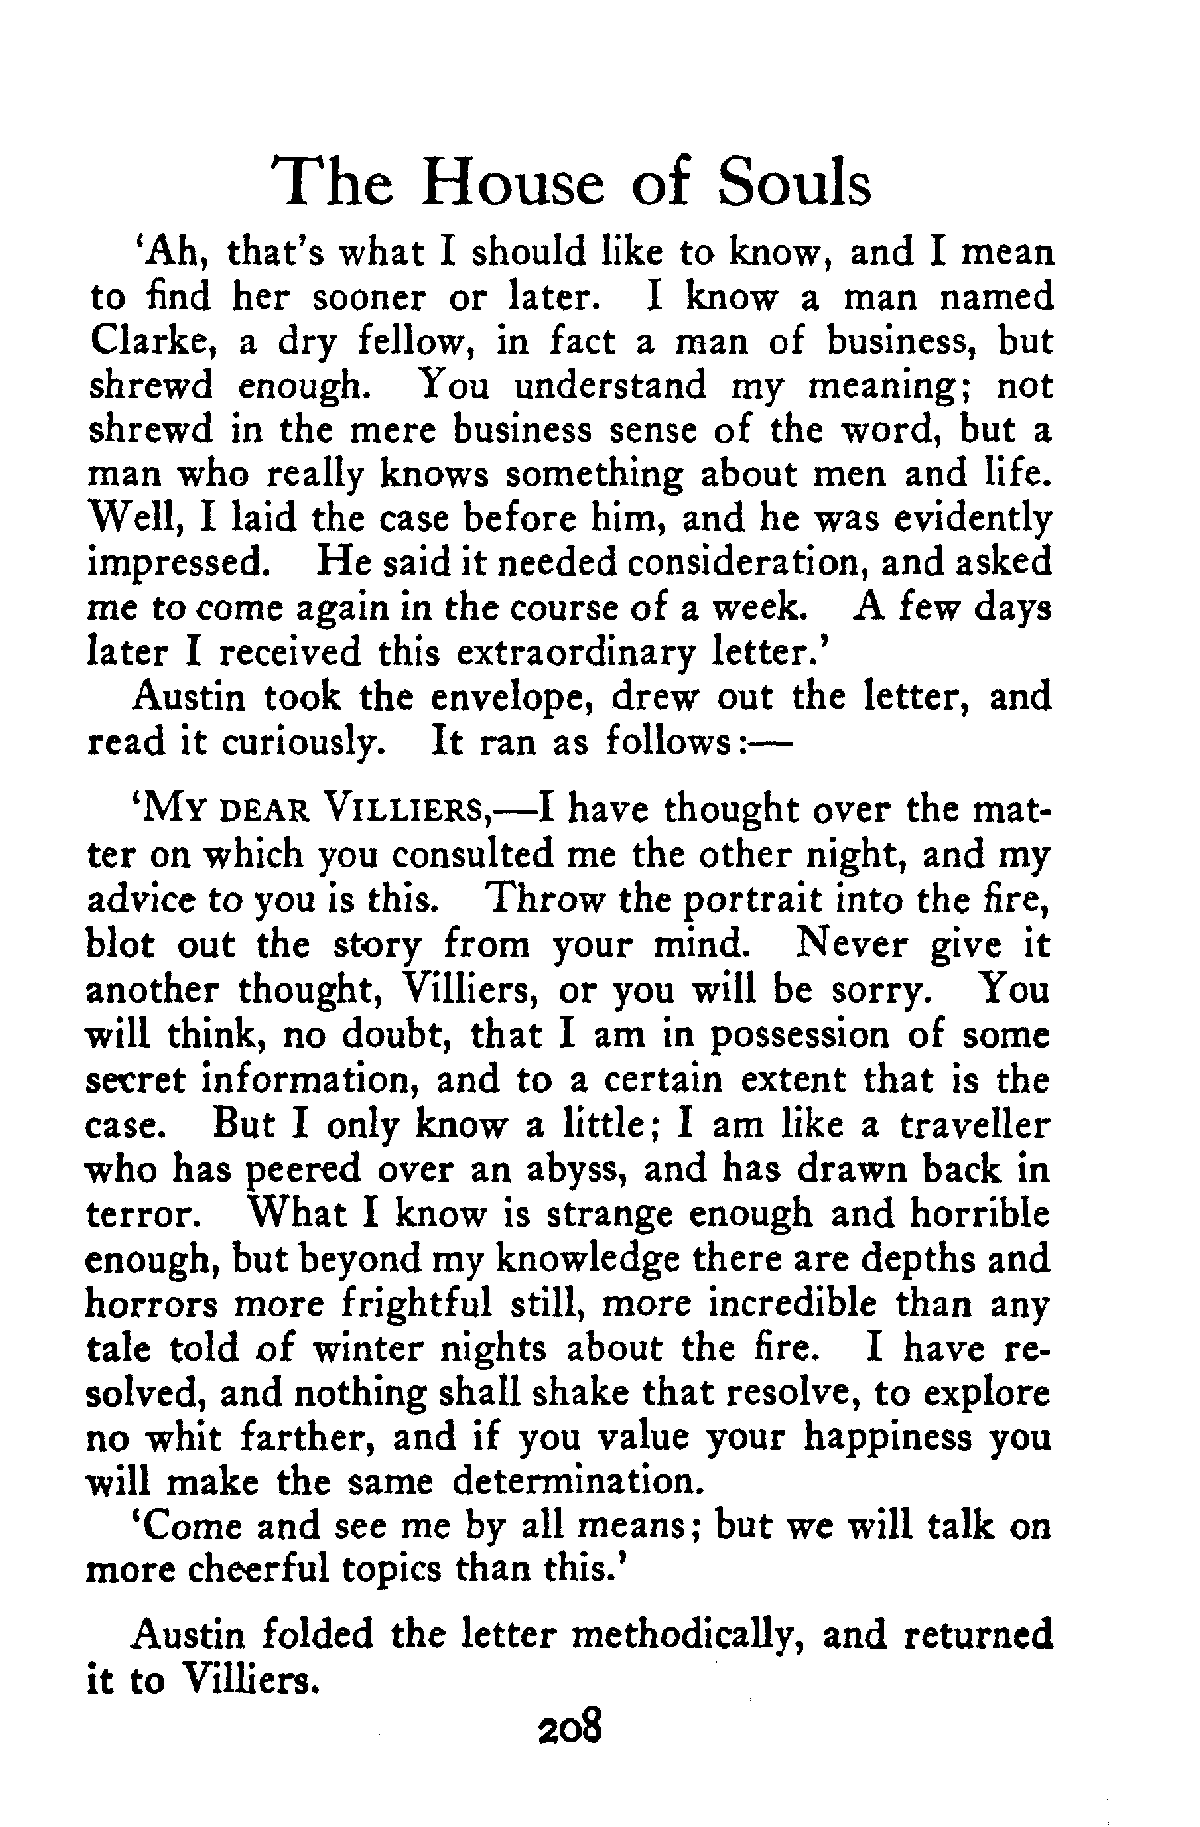 The House of Souls
‘Ah, that’s what I should like to know, and I mean
to find her sooner or later. I know a man named
Clarke, a dry fellow, in fact a man of business, but
shrewd enough. You understand my meaning; not
shrewd in the mere business sense of the word, but a
man who really knows something about men and life.
Well, I laid the case before him, and he was evidently
impressed. He said it needed consideration, and asked
me to come again in the course of a week. A few days
later I received this extraordinary letter.’
Austin took the envelope, drew out the letter, and
read it curiously. It ran as follows:—
‘MY DEAR VILLIERS,—I have thought over the mat-
ter on which you consulted me the other night, and my
advice to you is this. Throw the portrait into the fire,
blot out the story from your mind. Never give it
another thought, Villiers, or you will be sorry. You
will think, no doubt, that I am in possession of some
secret information, and to a certain extent that is the
case. But I only know a little; I am like a traveller
who has peered over an abyss, and has drawn back in
terror. What I know is strange enough and horrible
enough, but beyond my knowledge there are depths and
horrors more frightful still, more incredible than any
tale told of winter nights about the fire. I have re-
solved, and nothing shall shake that resolve, to explore
no whit farther, and if you value your happiness you
will make the same determination.
‘Come and see me by all means; but we will talk on
more cheerful topics than this.’
Austin folded the letter methodically, and returned
it to Villiers.
208